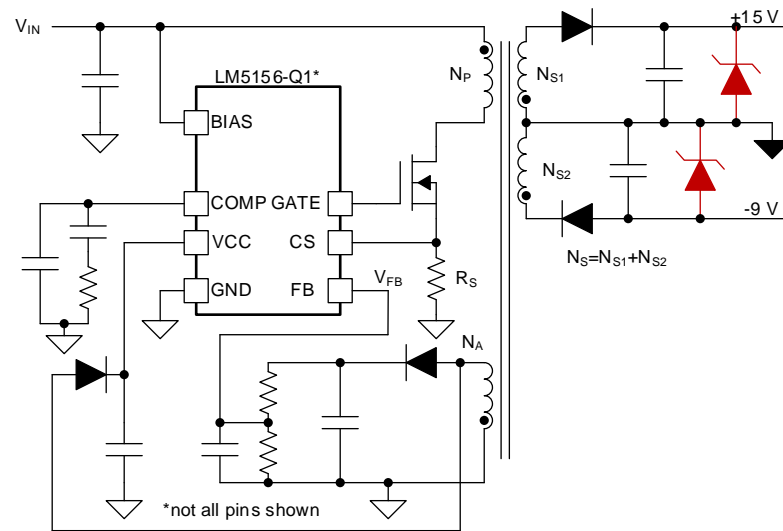 VIN
+15 V
LM5156-Q1*
NP
NS1
BIAS
NS2
COMP
GATE
VCC
CS
-9 V
NS=NS1+NS2
GND
FB
VFB
RS
NA
*not all pins shown